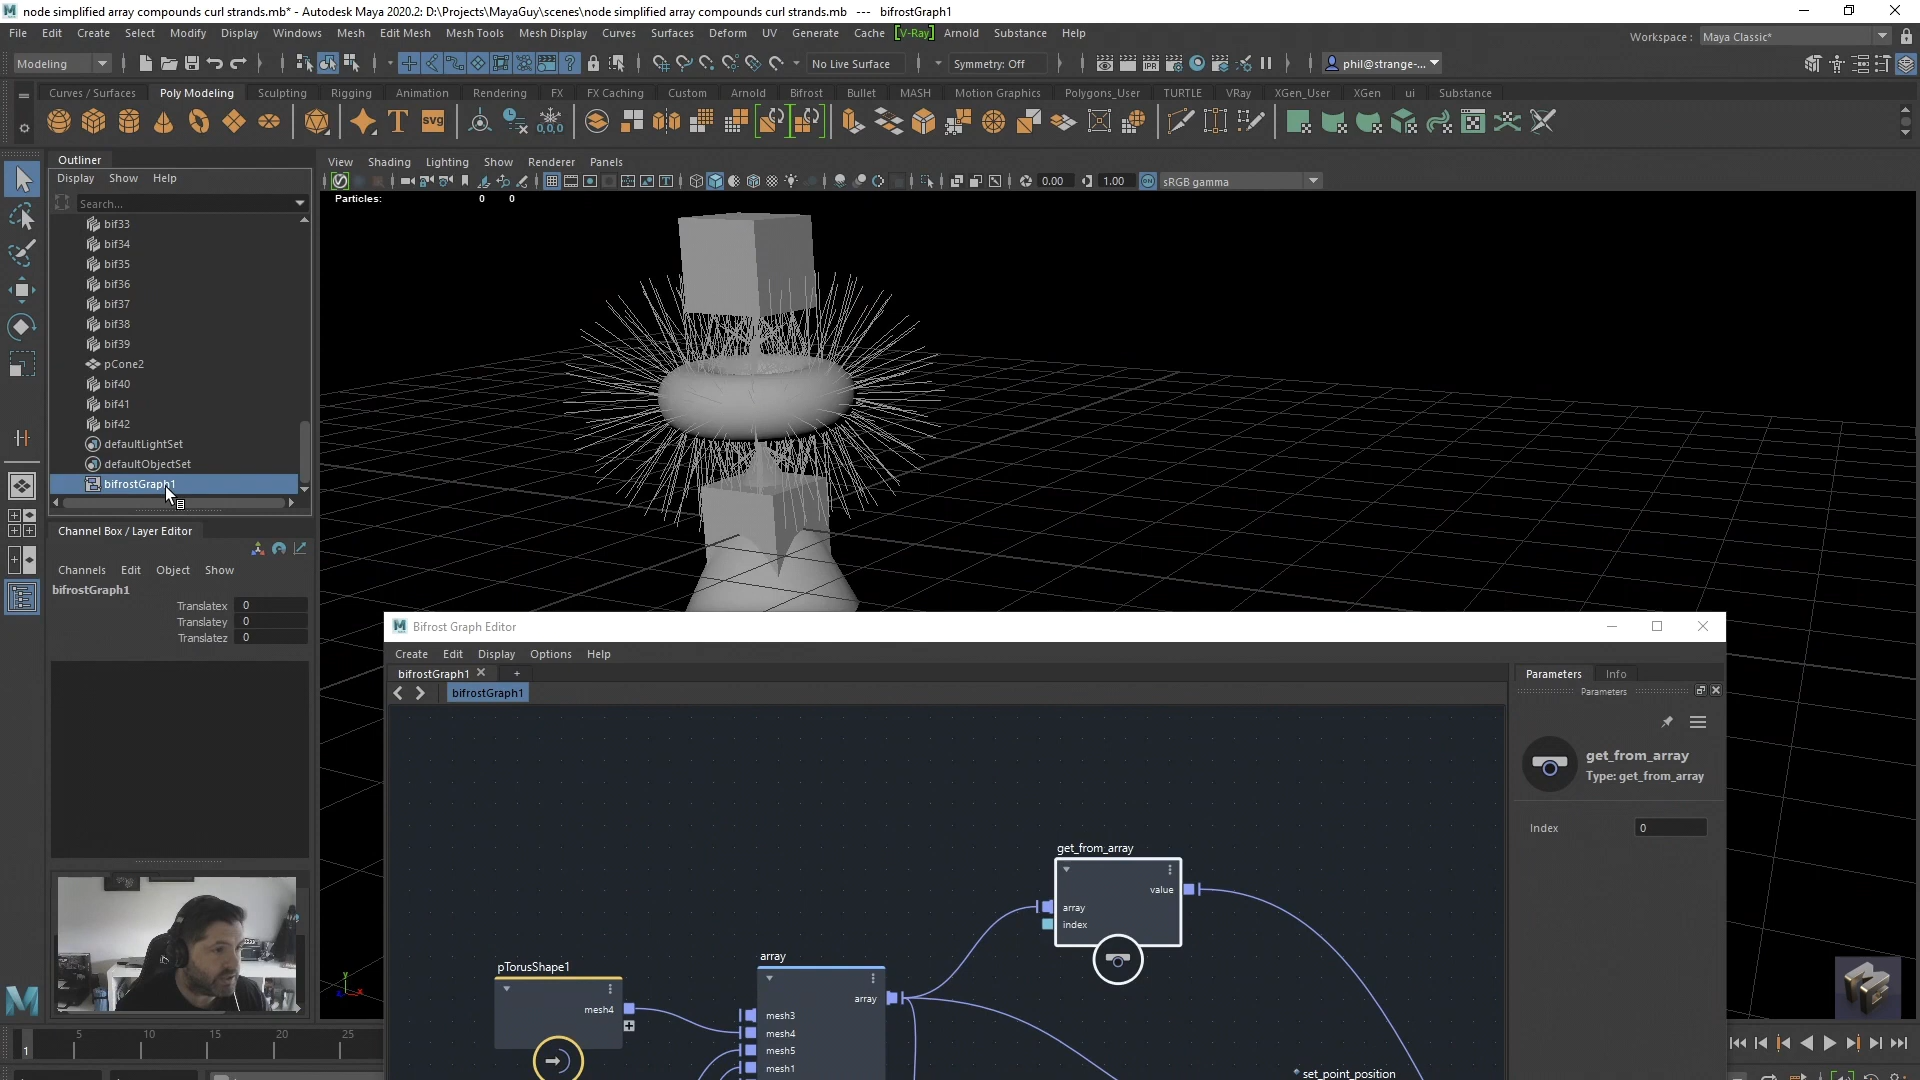 node simplified array compounds curl strands.mb* - Autodesk Maya 2020.2: D:\Projects\MayaGuy\scenes\node simplified array compounds curl strands.mb --- bifrostGraph1
File Edit Create Select Modify Display Windows Mesh Edit Mesh Mesh Tools Mesh Display Curves Surfaces Deform UV Generate Cache [V-Ray] Arnold Substance Help
Workspace : Maya Classic*
Modeling No Live Surface Symmetry: Off phil@strange-...
Curves / Surfaces Poly Modeling Sculpting Rigging Animation Rendering FX FX Caching Custom Arnold Bifrost Bullet MASH Motion Graphics Polygons_User TURTLE VRay XGen_User XGen ui Substance
IPR
T svg 0,0,0
Outliner
Display Show Help
Search...
View Shading Lighting Show Renderer Panels
0.00 1.00 sRGB gamma
Particles: 0 0
bif33
bif34
bif35
bif36
bif37
bif38
bif39
pCone2
bif40
bif41
bif42
defaultLightSet
defaultObjectSet
bifrostGraph1
Channel Box / Layer Editor
Channels Edit Object Show
bifrostGraph1
Translatex 0
Translatey 0
Translatez 0
Bifrost Graph Editor
Create Edit Display Options Help
bifrostGraph1
bifrostGraph1
Parameters Info
Parameters
get_from_array
Type: get_from_array
Index 0
get_from_array
value
array
index
pTorusShape1
mesh4
array
array
mesh3
mesh4
mesh5
mesh1
set_point_position
y
x
z
1 5 10 15 20 25